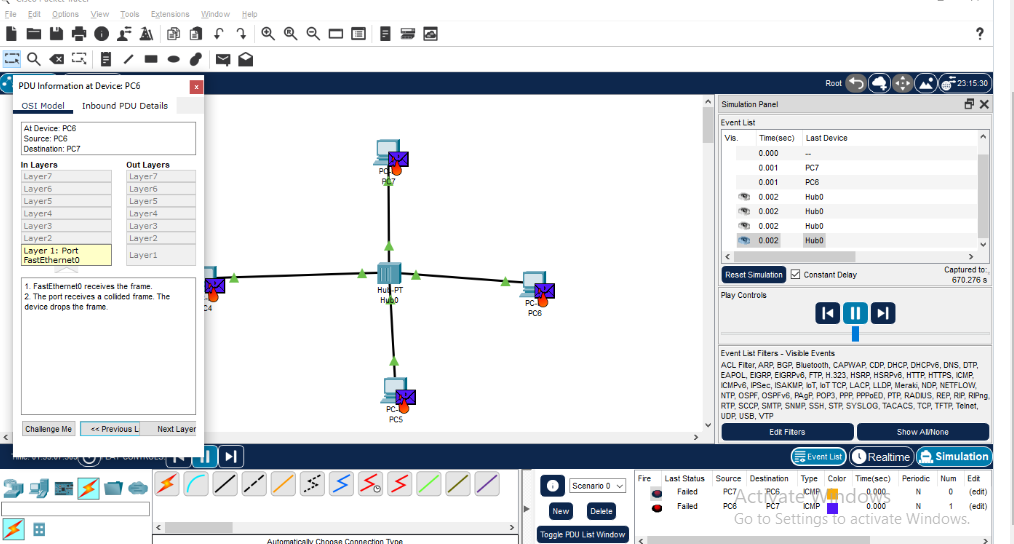 Cisco Packet Tracer
File Edit Options View Tools Extensions Window Help
?
PDU Information at Device: PC6
x
OSI Model Inbound PDU Details
At Device: PC6
Source: PC6
Destination: PC7
In Layers Out Layers
Layer7 Layer7
Layer6 Layer6
Layer5 Layer5
Layer4 Layer4
Layer3 Layer3
Layer2 Layer2
Layer 1: Port
FastEthernet0
Layer1
1. FastEthernet0 receives the frame.
2. The port receives a collided frame. The
device drops the frame.
Challenge Me << Previous L Next Layer
Root 23:15:30
PC-
PC7
Hub-PT
Hub0
C4
PC-
PC6
PC-
PC5
Simulation Panel
Event List
Vis. Time(sec) Last Device
0.000 --
0.001 PC7
0.001 PC6
0.002 Hub0
0.002 Hub0
0.002 Hub0
0.002 Hub0
Reset Simulation Constant Delay
Captured to:
670.276 s
Play Controls
Event List Filters - Visible Events
ACL Filter, ARP, BGP, Bluetooth, CAPWAP, CDP, DHCP, DHCPv6, DNS, DTP,
EAPOL, EIGRP, EIGRPv6, FTP, H.323, HSRP, HSRPv6, HTTP, HTTPS, ICMP,
ICMPv6, IPSec, ISAKMP, IoT, IoT TCP, LACP, LLDP, Meraki, NDP, NETFLOW,
NTP, OSPF, OSPFv6, PAgP, POP3, PPP, PPPoED, PTP, RADIUS, REP, RIP, RIPng,
RTP, SCCP, SMTP, SNMP, SSH, STP, SYSLOG, TACACS, TCP, TFTP, Telnet,
UDP, USB, VTP
Edit Filters Show All/None
PLAY CONTROLS:
Event List Realtime Simulation
Scenario 0
New Delete
Toggle PDU List Window
Fire Last Status Source Destination Type Color Time(sec) Periodic Num Edit
Failed PC7 PC6 ICMP 0.000 N 0 (edit)
Failed PC6 PC7 ICMP 0.000 N 1 (edit)
Activate Windows
Go to Settings to activate Windows.
Automatically Choose Connection Type